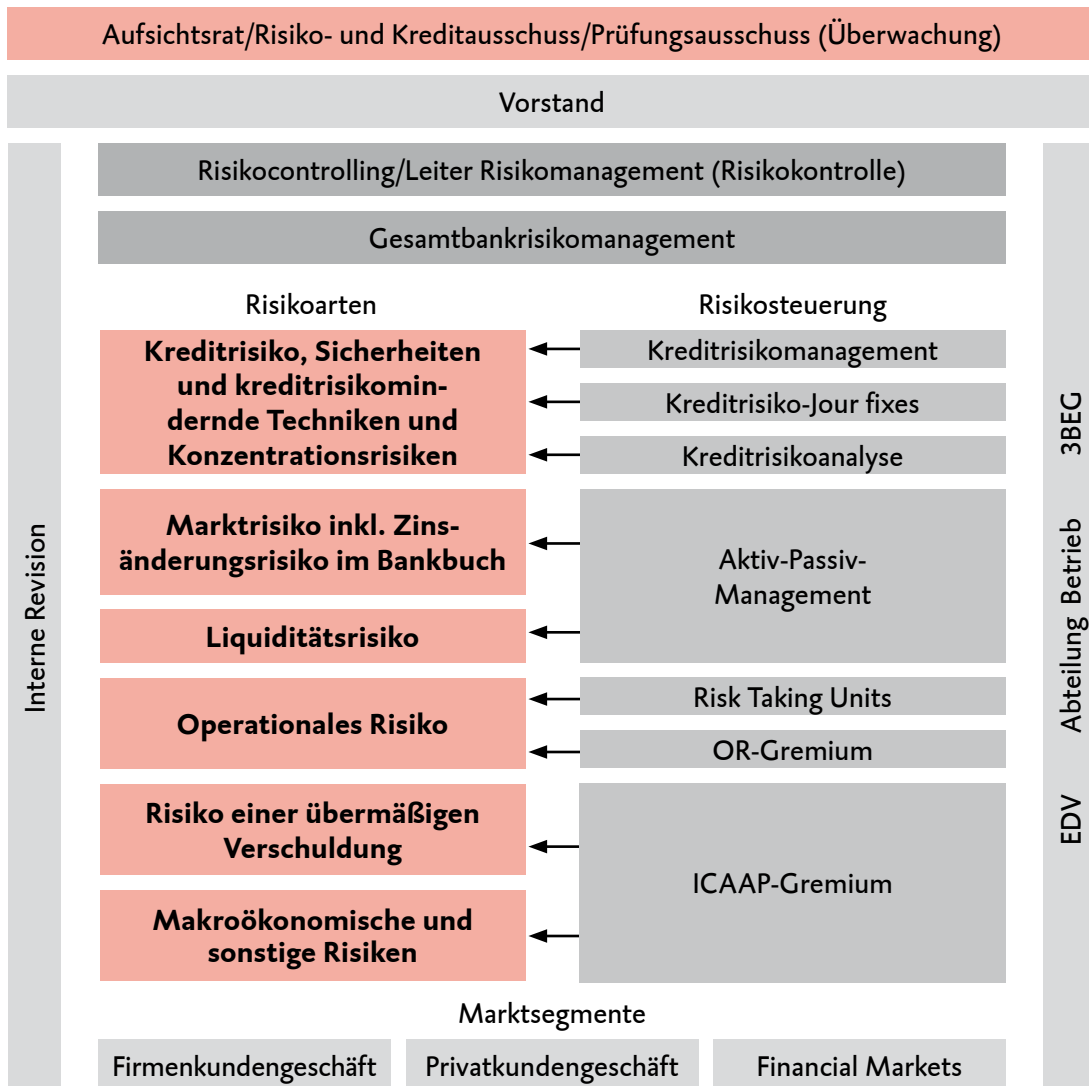 Aufsichtsrat/Risiko- und Kreditausschuss/Prüfungsausschuss (Überwachung)
Vorstand
Interne Revision
Risikocontrolling/Leiter Risikomanagement (Risikokontrolle)
Gesamtbankrisikomanagement
Risikoarten
Risikosteuerung
Kreditrisiko, Sicherheiten
und kreditrisikomin-
dernde Techniken und
Konzentrationsrisiken
Kreditrisikomanagement
Kreditrisiko-Jour fixes
Kreditrisikoanalyse
Marktrisiko inkl. Zins-
änderungsrisiko im Bankbuch
Liquiditätsrisiko
Aktiv-Passiv-
Management
Operationales Risiko
Risk Taking Units
OR-Gremium
Risiko einer übermäßigen
Verschuldung
Makroökonomische und
sonstige Risiken
ICAAP-Gremium
Marktsegmente
Firmenkundengeschäft
Privatkundengeschäft
Financial Markets
EDV Abteilung Betrieb 3BEG